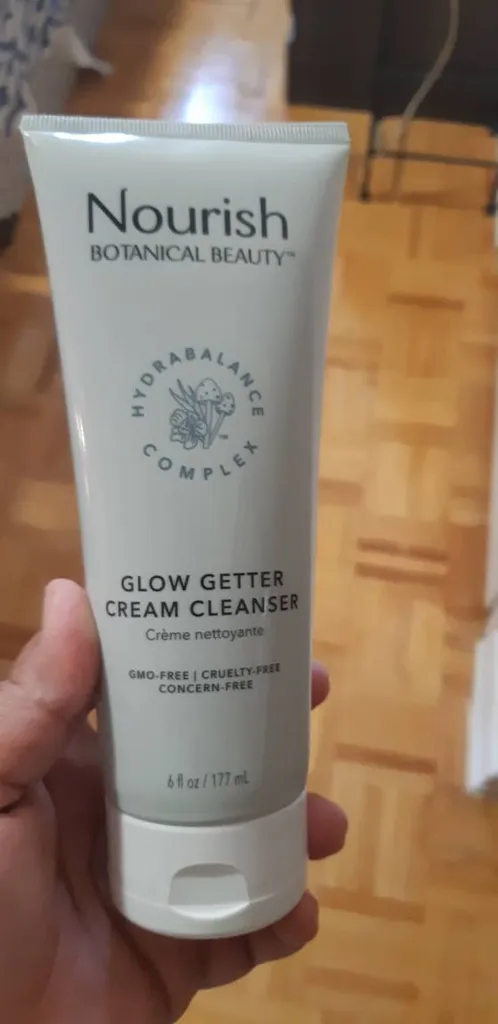 Nourish
BOTANICAL BEAUTY™
HYDRABALANCE
COMPLEX
™
GLOW GETTER
CREAM CLEANSER
Crème nettoyante
GMO-FREE | CRUELTY-FREE
CONCERN-FREE
6 fl oz / 177 mL